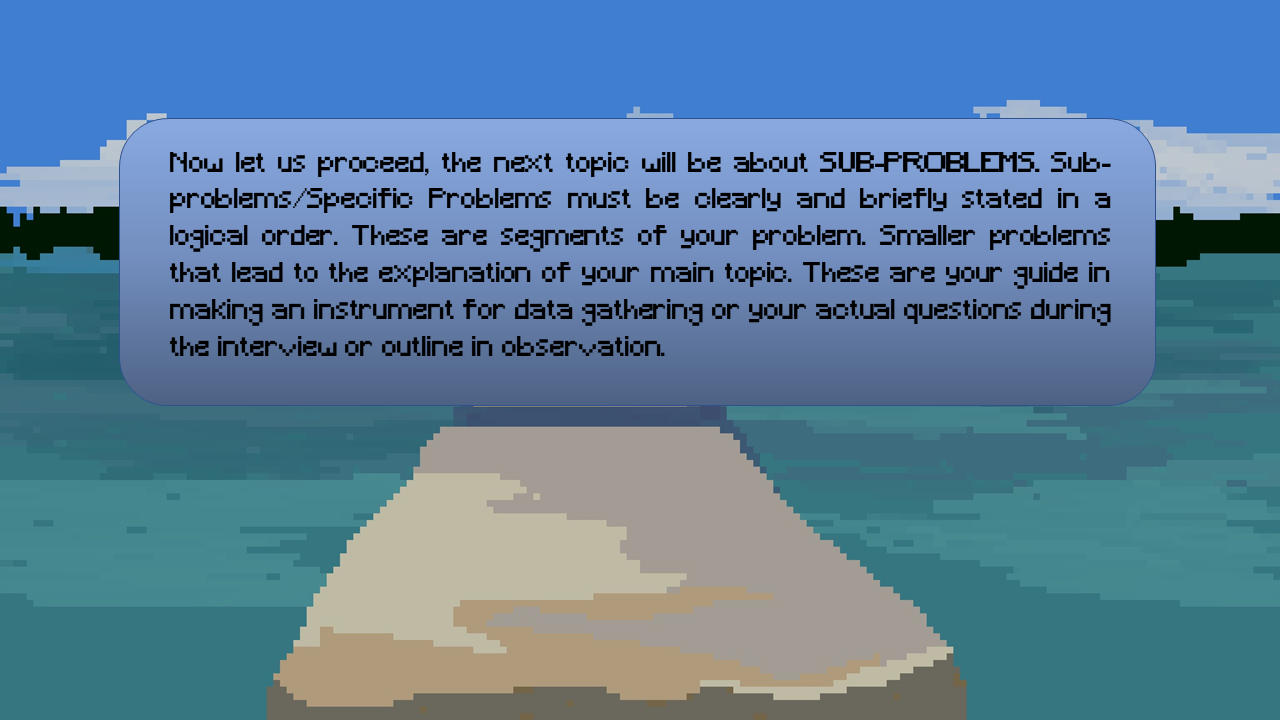 Now let us proceed, the next topic will be about SUB-PROBLEMS. Sub-
problems/Specific Problems must be clearly and briefly stated in a
logical order. These are segments of your problem. Smaller problems
that lead to the explanation of your main topic. These are your guide in
making an instrument for data gathering or your actual questions during
the interview or outline in observation.